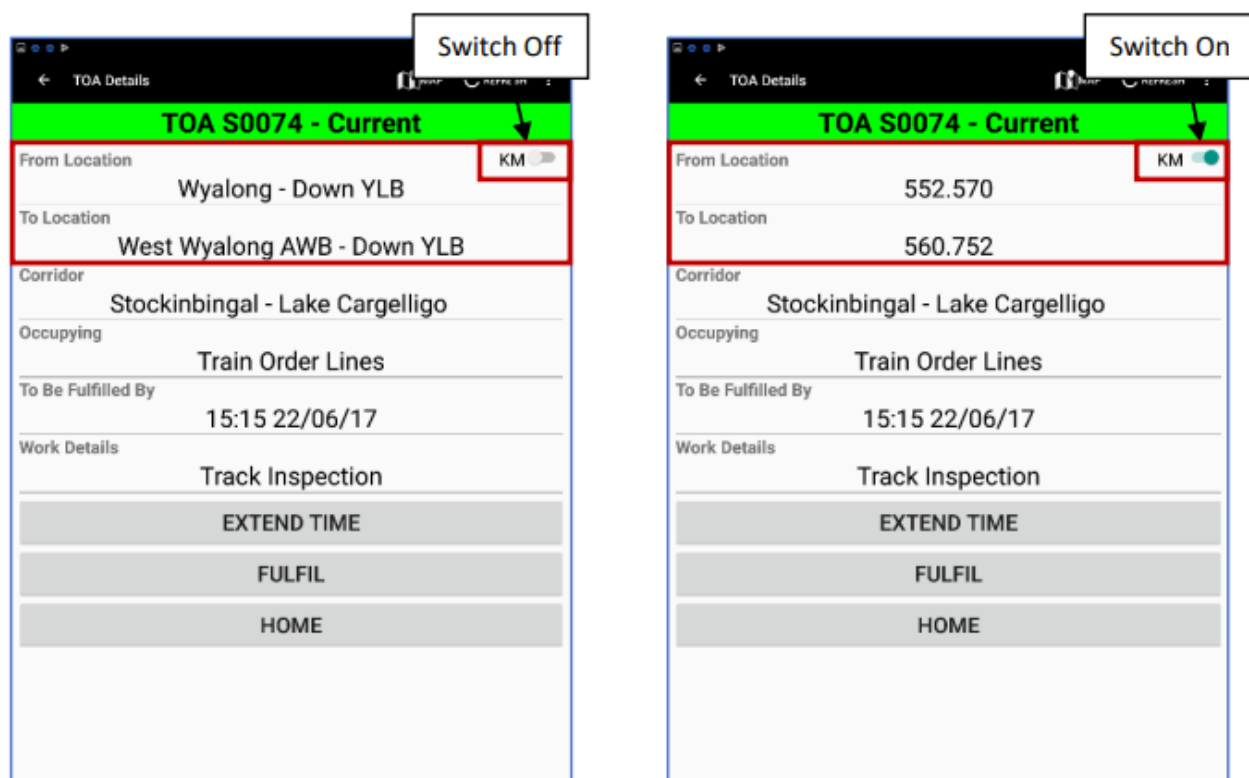 Switch Off
TOA Details
MAP
REFRESH
TOA S0074 - Current
From Location
KM
Wyalong - Down YLB
To Location
West Wyalong AWB - Down YLB
Corridor
Stockinbingal - Lake Cargelligo
Occupying
Train Order Lines
To Be Fulfilled By
15:15 22/06/17
Work Details
Track Inspection
EXTEND TIME
FULFIL
HOME
Switch On
TOA Details
MAP
REFRESH
TOA S0074 - Current
From Location
KM
552.570
To Location
560.752
Corridor
Stockinbingal - Lake Cargelligo
Occupying
Train Order Lines
To Be Fulfilled By
15:15 22/06/17
Work Details
Track Inspection
EXTEND TIME
FULFIL
HOME